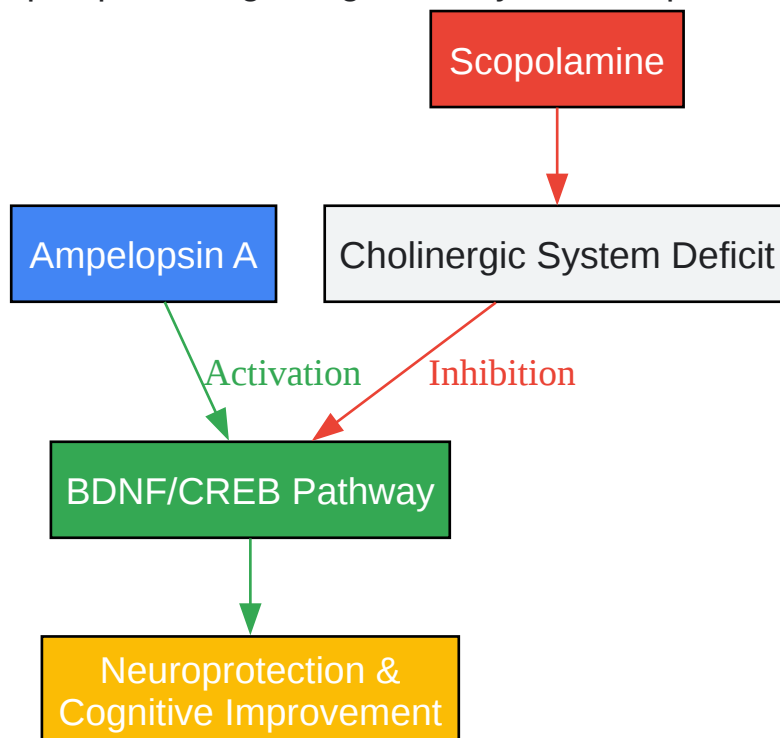 Scopolamine
Ampelopsin A
Cholinergic System Deficit
Activation
Inhibition
BDNF/CREB Pathway
Neuroprotection &
Cognitive Improvement